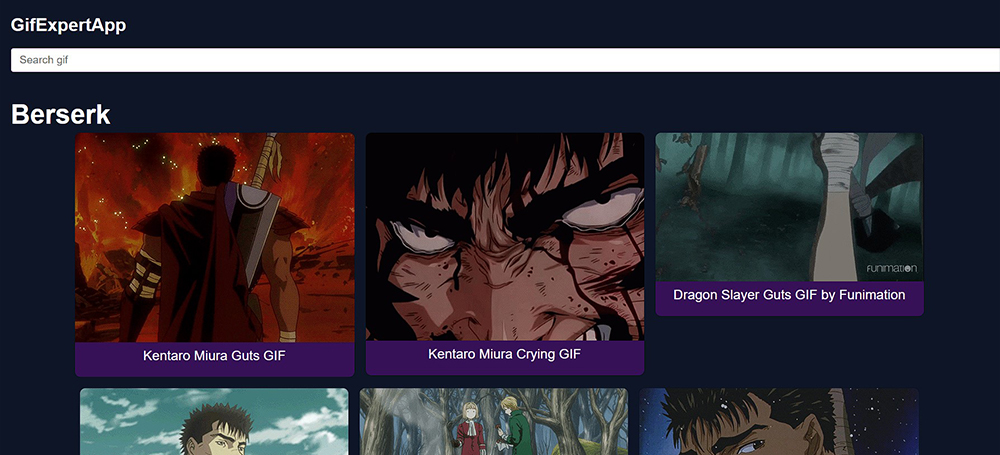 GifExpertApp
Search gif
Berserk
FUNIMATION
Kentaro Miura Guts GIF
Kentaro Miura Crying GIF
Dragon Slayer Guts GIF by Funimation